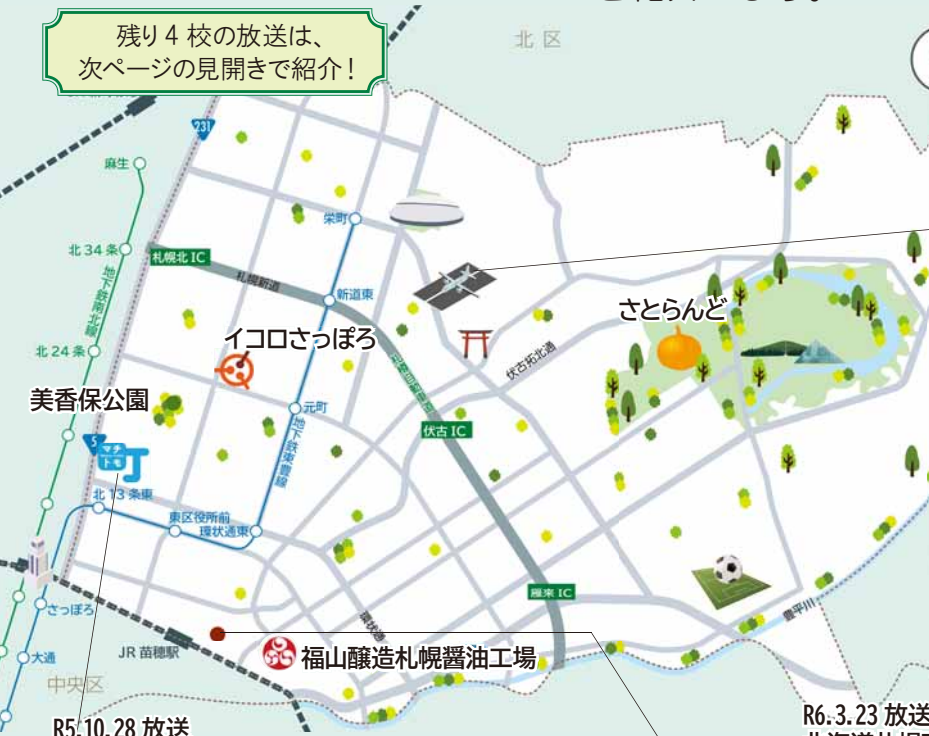 残り4校の放送は、
次ページの見開きで紹介！
北区
231
麻生
栄町
北34条
札幌北IC
地下鉄南北線
札幌新道
新道東
さとらんど
イコロさっぽろ
北24条
伏古拓北通
美香保公園
元町
伏古IC
5
マチトモ
地下鉄東豊線
北13条東
東区役所前
環状通東
雁来IC
さっぽろ
環状通
豊平川
JR苗穂駅
福山醸造札幌醤油工場
大通
中央区
R5.10.28 放送
R6.3.23 放送